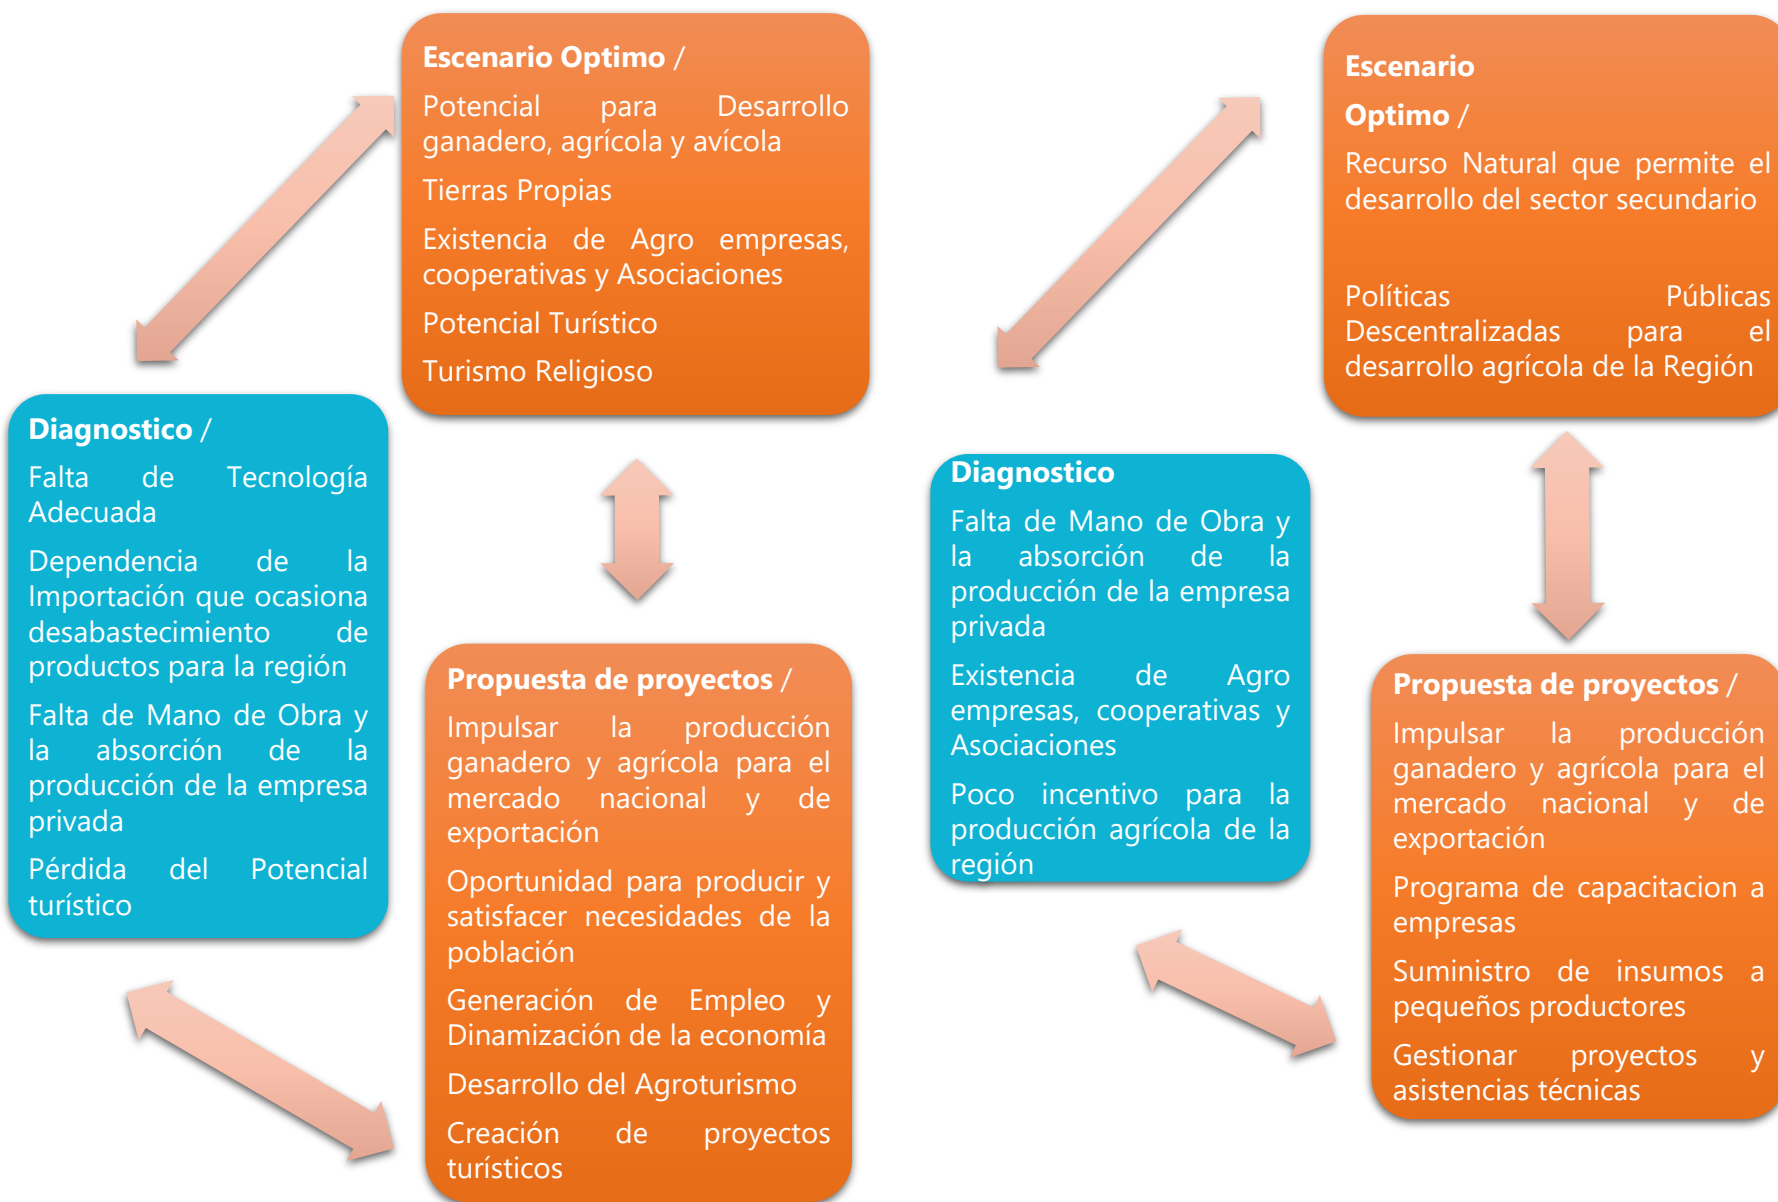 Escenario Optimo /
Potencial para Desarrollo
ganadero, agrícola y avícola
Tierras Propias
Existencia de Agro empresas,
cooperativas y Asociaciones
Potencial Turístico
Turismo Religioso
Diagnostico /
Falta de Tecnología
Adecuada
Dependencia de la
Importación que ocasiona
desabastecimiento de
productos para la región
Falta de Mano de Obra y
la absorción de la
producción de la empresa
privada
Pérdida del Potencial
turístico
Propuesta de proyectos /
Impulsar la producción
ganadero y agrícola para el
mercado nacional y de
exportación
Oportunidad para producir y
satisfacer necesidades de la
población
Generación de Empleo y
Dinamización de la economía
Desarrollo del Agroturismo
Creación de proyectos
turísticos
Escenario
Optimo /
Recurso Natural que permite el
desarrollo del sector secundario
Políticas Públicas
Descentralizadas para el
desarrollo agrícola de la Región
Diagnostico
Falta de Mano de Obra y
la absorción de la
producción de la empresa
privada
Existencia de Agro
empresas, cooperativas y
Asociaciones
Poco incentivo para la
producción agrícola de la
región
Propuesta de proyectos /
Impulsar la producción
ganadero y agrícola para el
mercado nacional y de
exportación
Programa de capacitacion a
empresas
Suministro de insumos a
pequeños productores
Gestionar proyectos y
asistencias técnicas